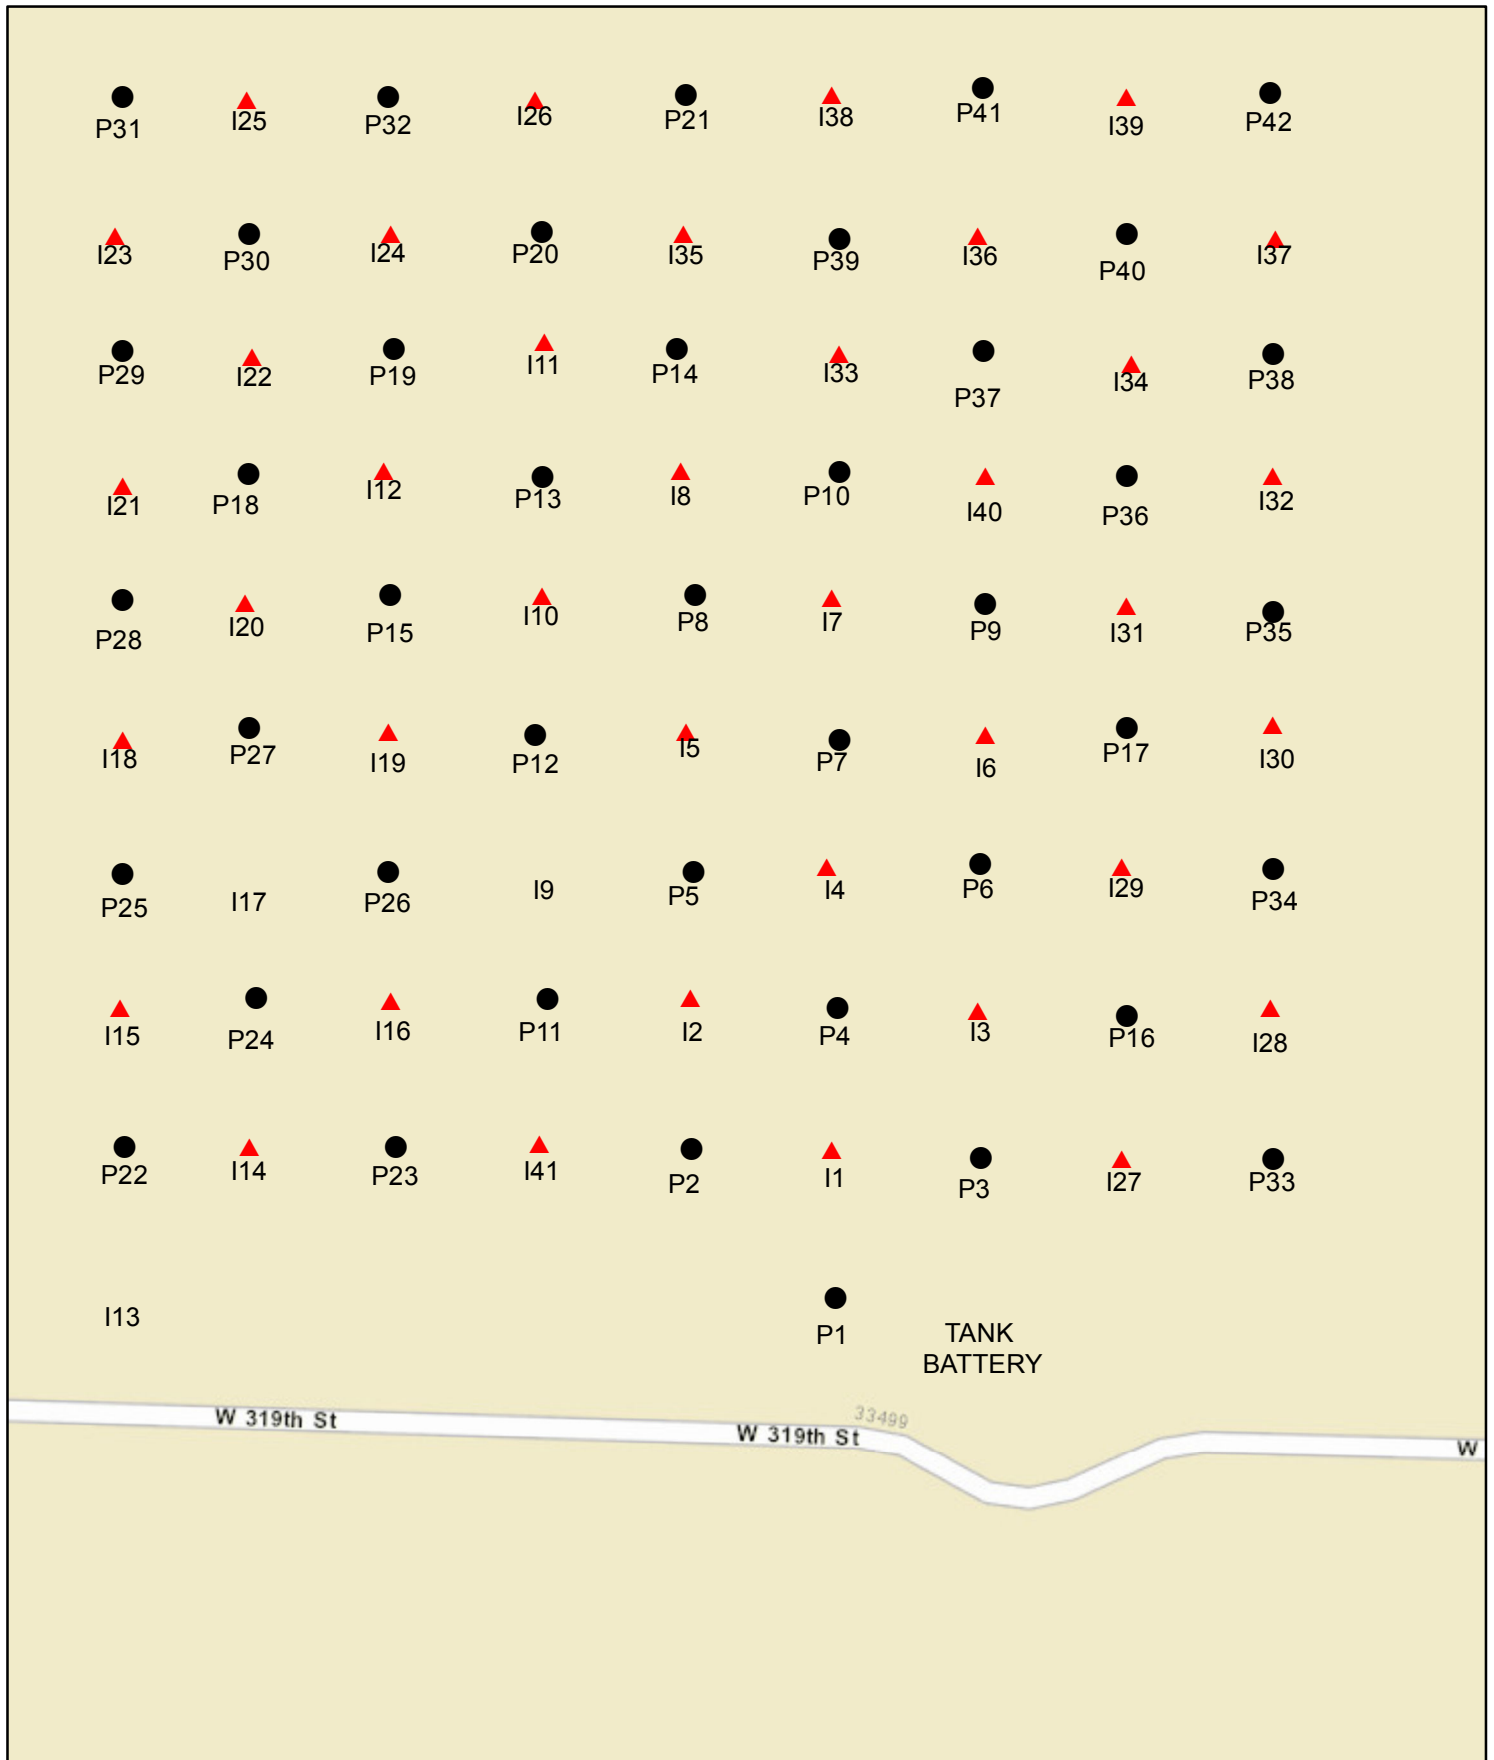 P31 I25 P32 I26 P21 I38 P41 I39 P42
I23 P30 I24 P20 I35 P39 I36 P40 I37
P29 I22 P19 I11 P14 I33 P37 I34 P38
I21 P18 I12 P13 I8 P10 I40 P36 I32
P28 I20 P15 I10 P8 I7 P9 I31 P35
I18 P27 I19 P12 I5 P7 I6 P17 I30
P25 I17 P26 I9 P5 I4 P6 I29 P34
I15 P24 I16 P11 I2 P4 I3 P16 I28
P22 I14 P23 I41 P2 I1 P3 I27 P33
I13 P1 TANK
BATTERY
W 319th St W 319th St 33499 W